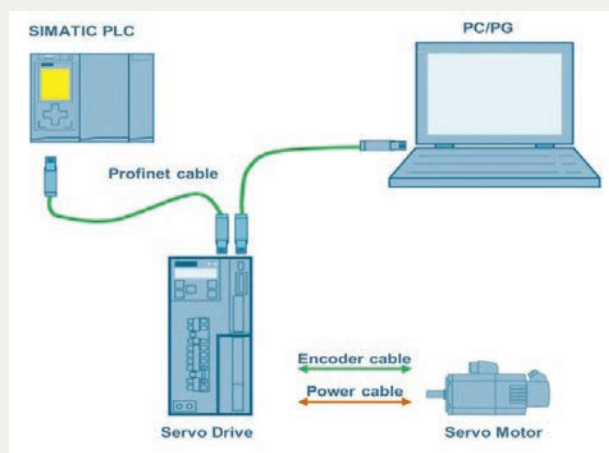 SIMATIC PLC
PC/PG
Profinet cable
Encoder cable
Power cable
Servo Drive
Servo Motor